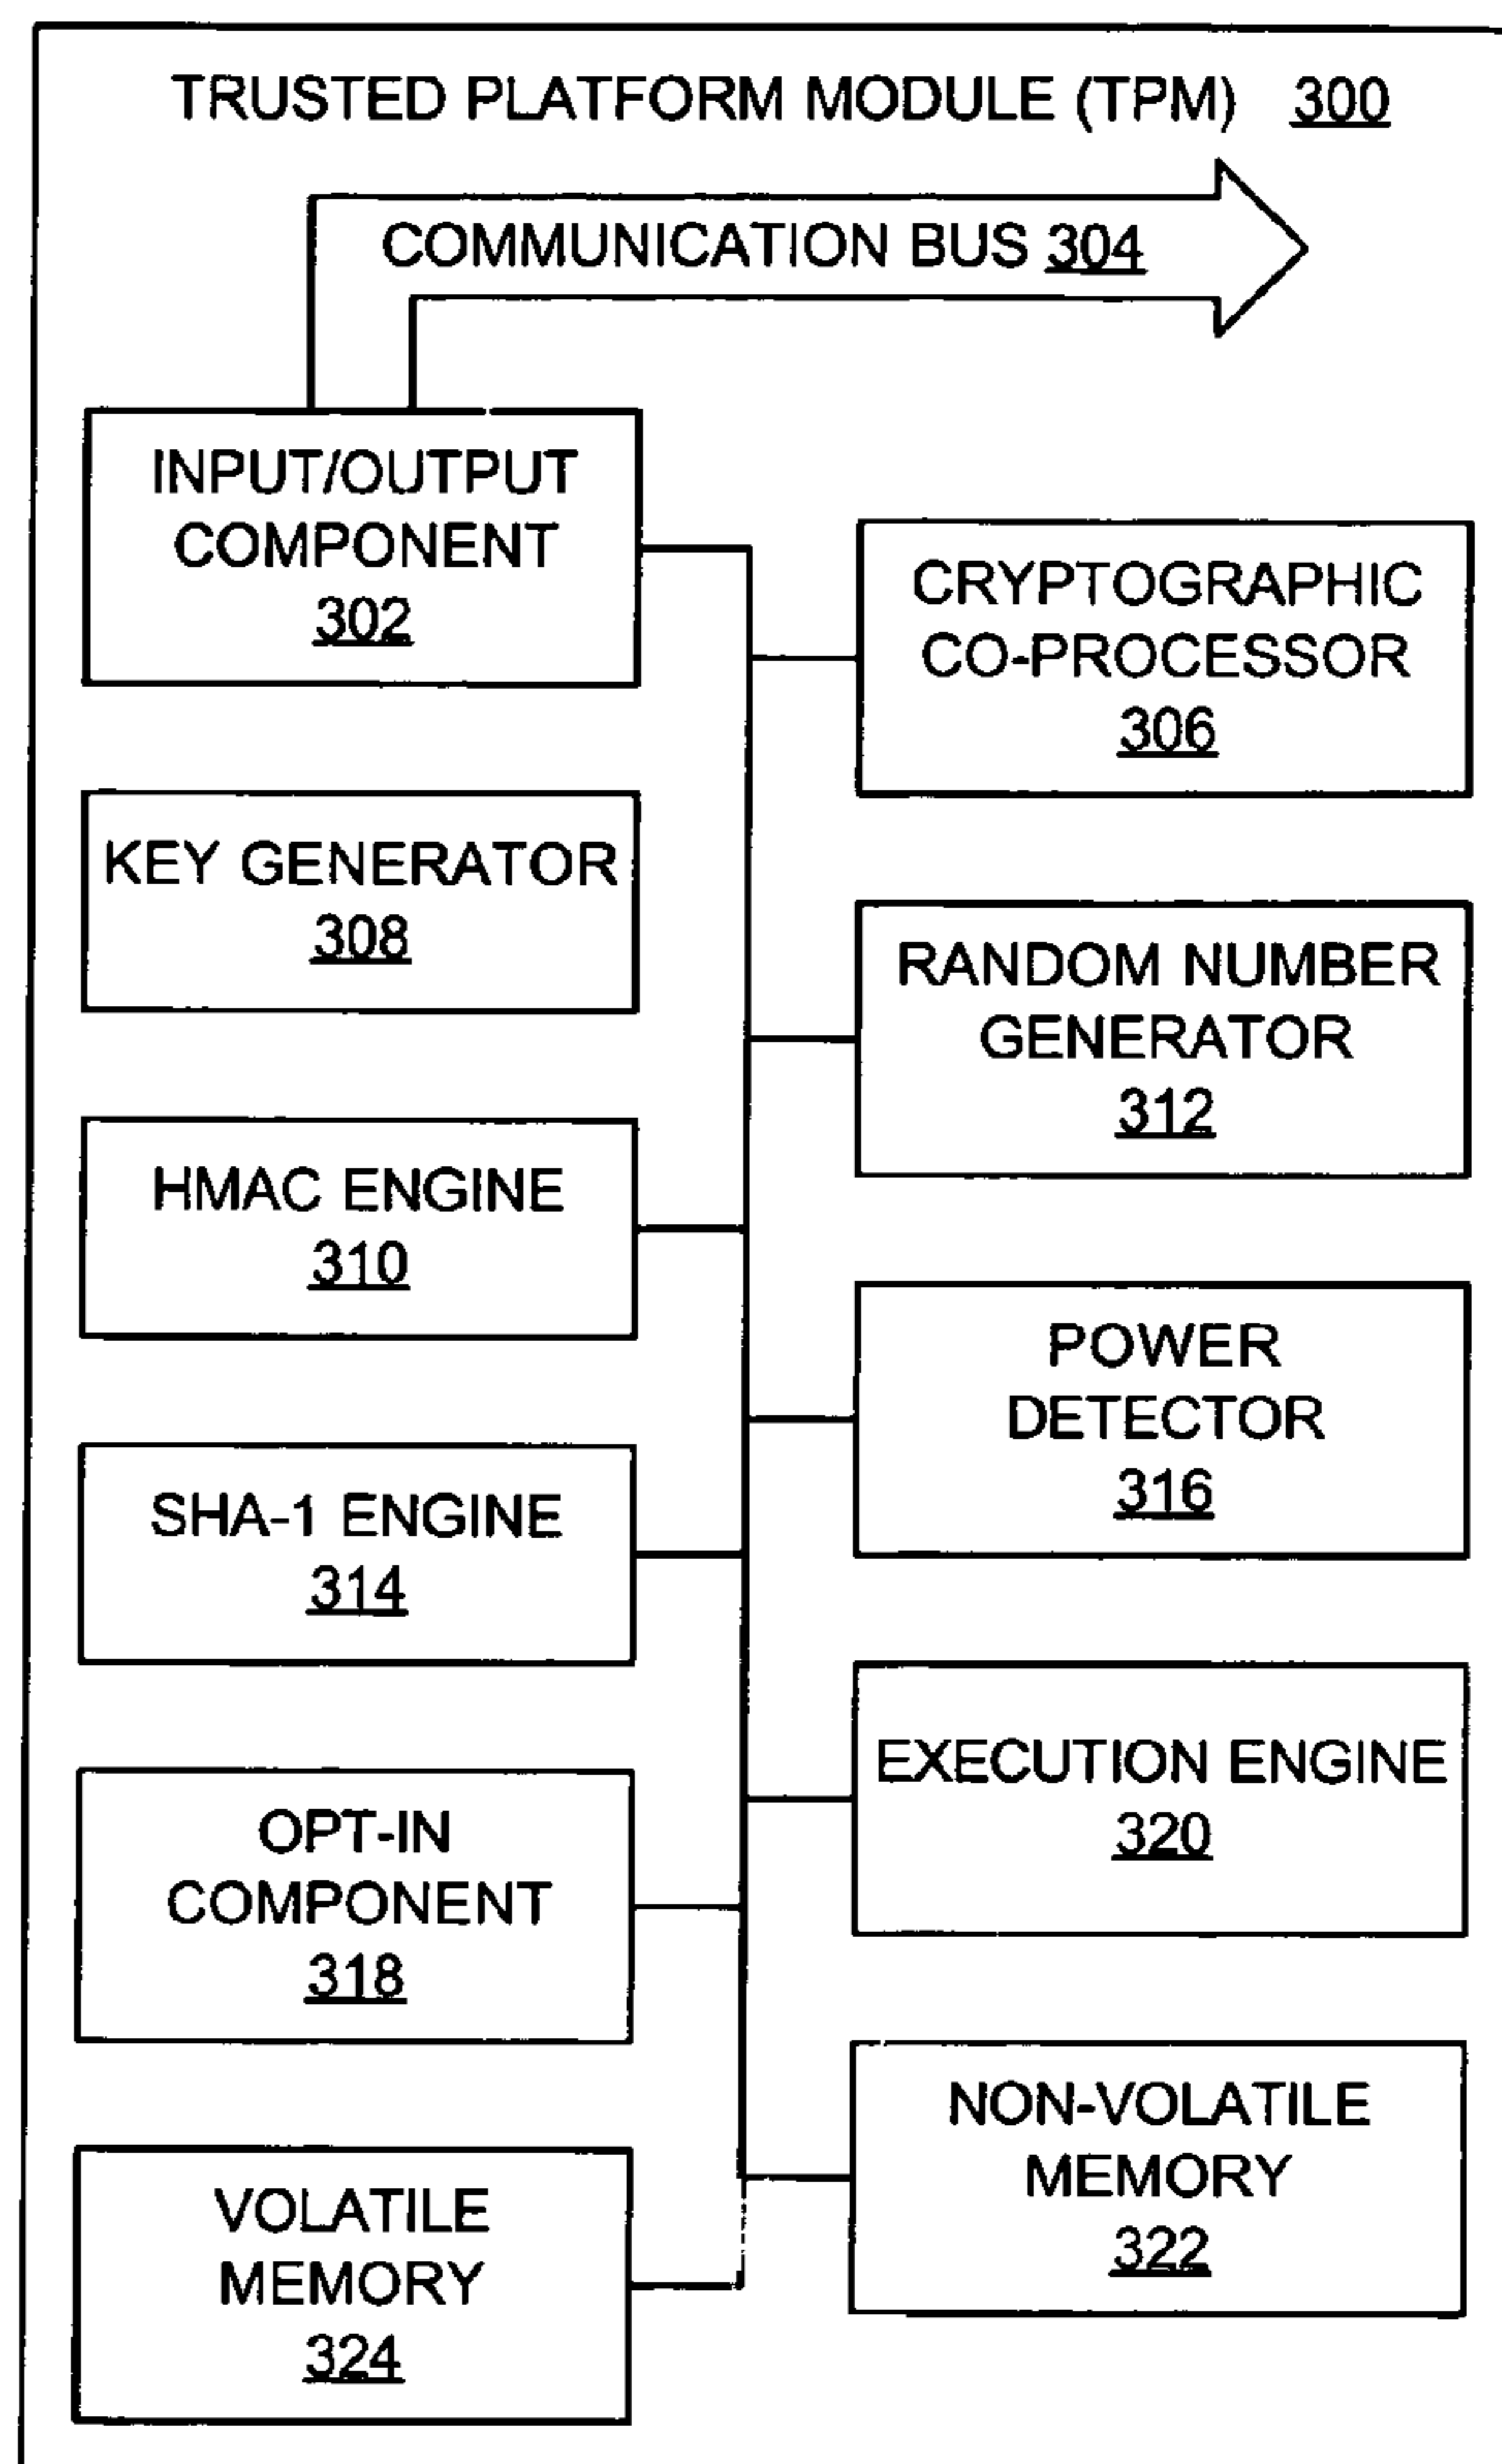 TRUSTED PLATFORM MODULE (TPM) 300
COMMUNICATION BUS 304
INPUT/OUTPUT
COMPONENT
302
CRYPTOGRAPHIC
CO-PROCESSOR
306
KEY GENERATOR
308
RANDOM NUMBER
GENERATOR
312
HMAC ENGINE
310
POWER
DETECTOR
316
SHA-1 ENGINE
314
EXECUTION ENGINE
320
OPT-IN
COMPONENT
318
NON-VOLATILE
MEMORY
322
VOLATILE
MEMORY
324